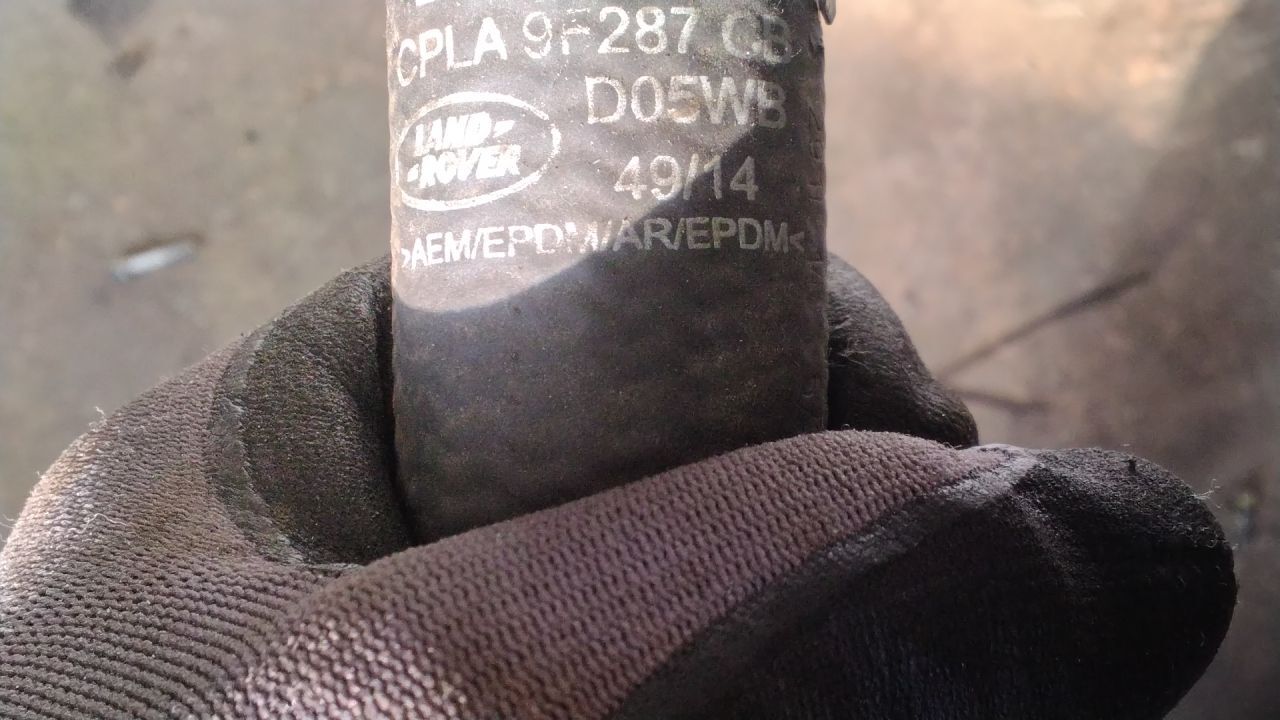 CPLA 9F287 CB
D05WB
LAND-
-ROVER
49/14
>AEM/EPDM/AR/EPDM<